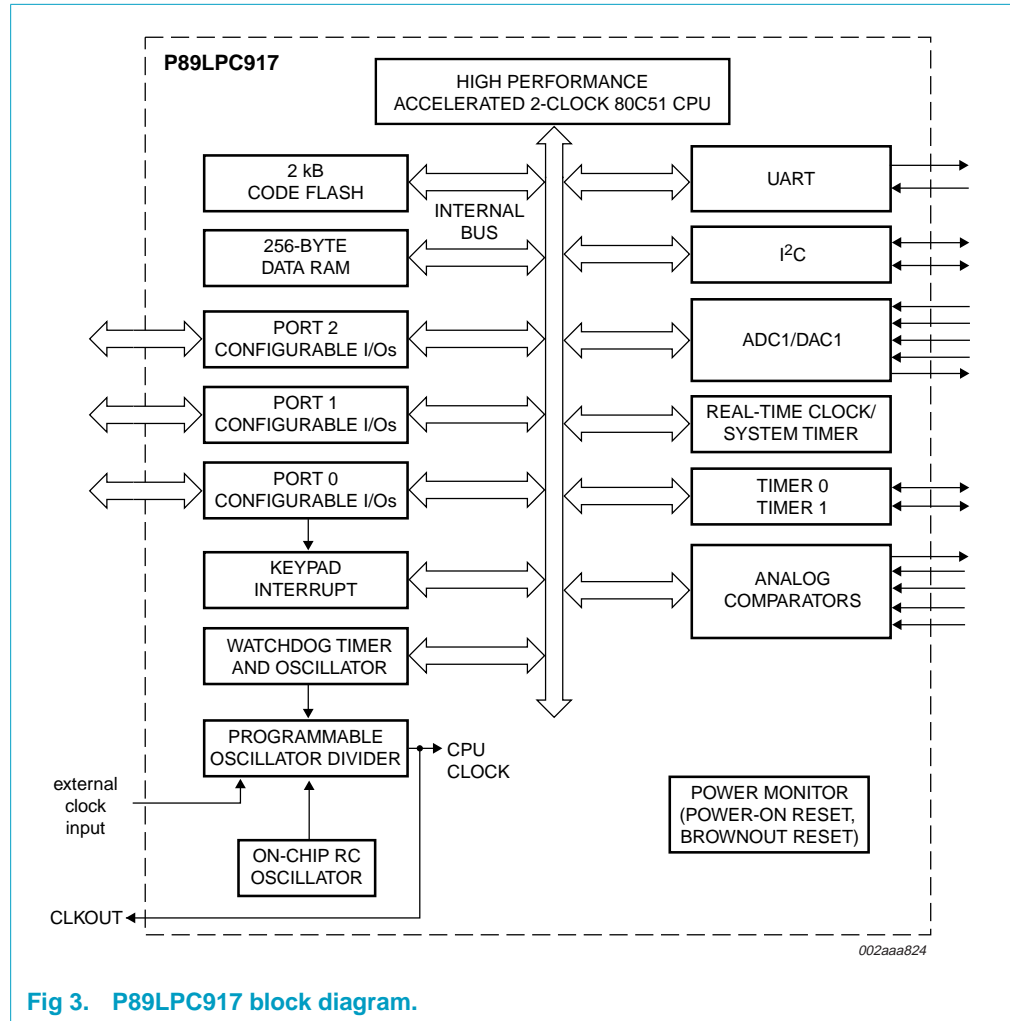 P89LPC917
HIGH PERFORMANCE
ACCELERATED 2-CLOCK 80C51 CPU
2 kB
CODE FLASH
INTERNAL
BUS
256-BYTE
DATA RAM
PORT 2
CONFIGURABLE I/Os
PORT 1
CONFIGURABLE I/Os
PORT 0
CONFIGURABLE I/Os
KEYPAD
INTERRUPT
WATCHDOG TIMER
AND OSCILLATOR
PROGRAMMABLE
OSCILLATOR DIVIDER
CPU
CLOCK
external
clock
input
ON-CHIP RC
OSCILLATOR
CLKOUT
UART
I²C
ADC1/DAC1
REAL-TIME CLOCK/
SYSTEM TIMER
TIMER 0
TIMER 1
ANALOG
COMPARATORS
POWER MONITOR
(POWER-ON RESET,
BROWNOUT RESET)
002aaa824
Fig 3. P89LPC917 block diagram.